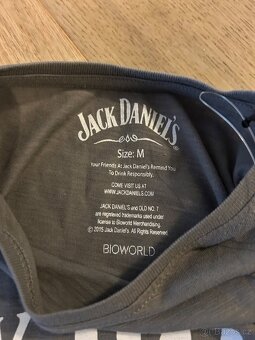 JACK DANIEL'S
Size: M
Your Friends At Jack Daniel's Remind You
To Drink Responsibly.
COME VISIT US AT
WWW.JACKDANIELS.COM
JACK DANIEL'S and OLD NO. 7
are registered trademarks used under
license to Bioworld Merchandising.
© 2015 Jack Daniel's. All Rights Reserved
BIOWORLD